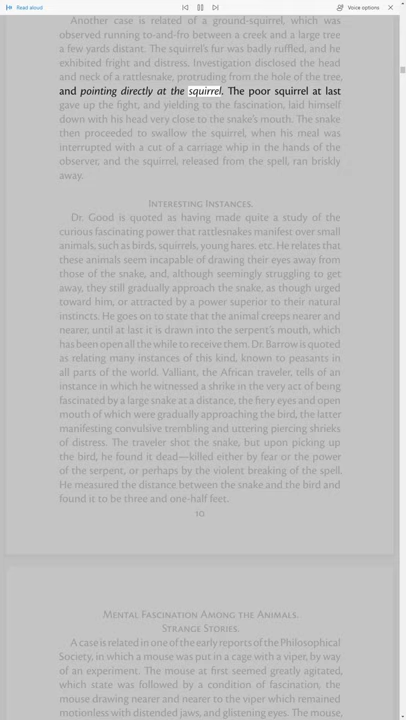 Read aloud
Voice options
Another case is related of a ground-squirrel, which was
observed running to-and-fro between a creek and a large tree
a few yards distant. The squirrel's fur was badly ruffled, and he
exhibited fright and distress. Investigation disclosed the head
and neck of a rattlesnake, protruding from the hole of the tree,
and pointing directly at the squirrel. The poor squirrel at last
gave up the fight, and yielding to the fascination, laid himself
down with his head very close to the snake's mouth. The snake
then proceeded to swallow the squirrel, when his meal was
interrupted with a cut of a carriage whip in the hands of the
observer, and the squirrel, released from the spell, ran briskly
away.
Interesting Instances.
Dr. Good is quoted as having made quite a study of the
curious fascinating power that rattlesnakes manifest over small
animals, such as birds, squirrels, young hares, etc. He relates that
these animals seem incapable of drawing their eyes away from
those of the snake, and, although seemingly struggling to get
away, they still gradually approach the snake, as though urged
toward him, or attracted by a power superior to their natural
instincts. He goes on to state that the animal creeps nearer and
nearer, until at last it is drawn into the serpent's mouth, which
has been open all the while to receive them. Dr. Barrow is quoted
as relating many instances of this kind, known to peasants in
all parts of the world. Valliant, the African traveler, tells of an
instance in which he witnessed a shrike in the very act of being
fascinated by a large snake at a distance, the fiery eyes and open
mouth of which were gradually approaching the bird, the latter
manifesting convulsive trembling and uttering piercing shrieks
of distress. The traveler shot the snake, but upon picking up
the bird, he found it dead—killed either by fear or the power
of the serpent, or perhaps by the violent breaking of the spell.
He measured the distance between the snake and the bird and
found it to be three and one-half feet.
10
Mental Fascination Among the Animals.
Strange Stories.
A case is related in one of the early reports of the Philosophical
Society, in which a mouse was put in a cage with a viper, by way
of an experiment. The mouse at first seemed greatly agitated,
which state was followed by a condition of fascination, the
mouse drawing nearer and nearer to the viper which remained
motionless with distended jaws, and glistening eyes. The mouse,